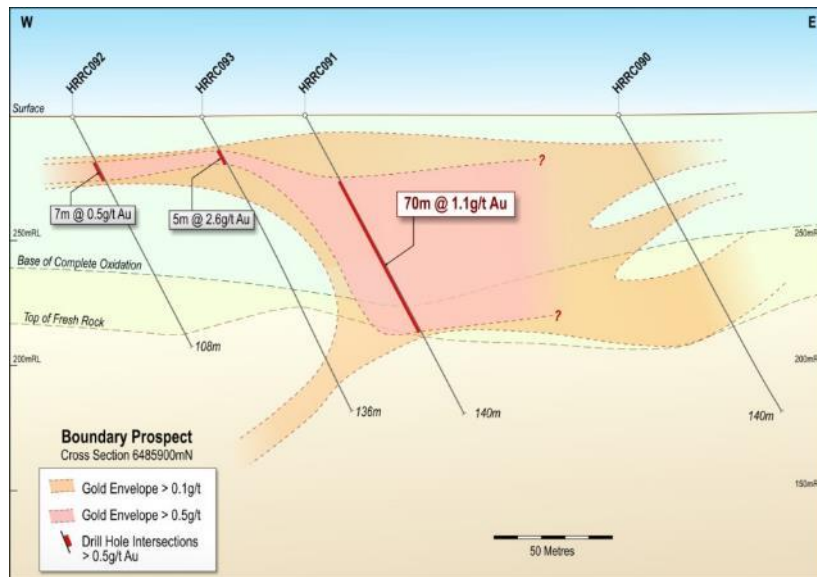 W
E
HRRC092
HRRC093
HRRC091
HRRC090
Surface
?
7m @ 0.5g/t Au
5m @ 2.6g/t Au
70m @ 1.1g/t Au
250mRL
250mRL
Base of Complete Oxidation
Top of Fresh Rock
?
108m
200mRL
200mRL
136m
140m
140m
Boundary Prospect
Cross Section 6485900mN
Gold Envelope > 0.1g/t
Gold Envelope > 0.5g/t
Drill Hole Intersections
> 0.5g/t Au
150mRL
50 Metres